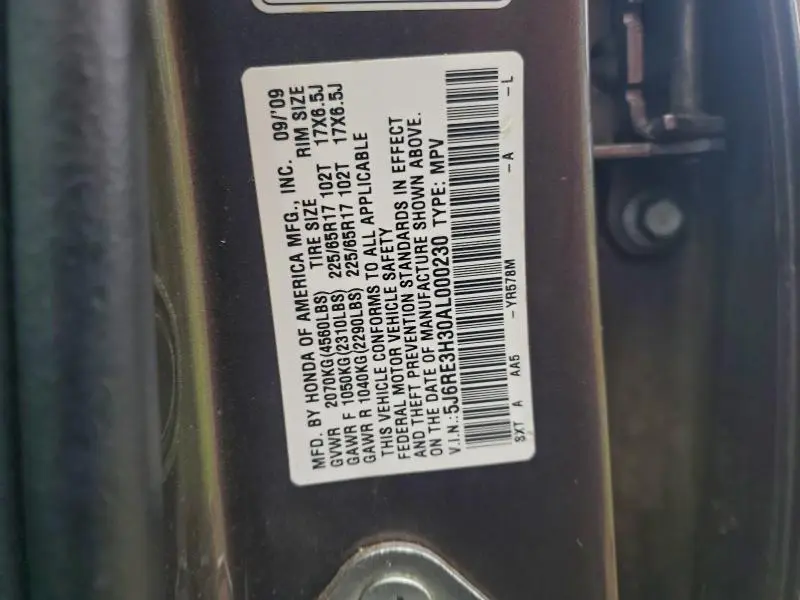 MFD. BY HONDA OF AMERICA MFG., INC. 09/'09
GVWR 2070KG(4560LBS) TIRE SIZE RIM SIZE
GAWR F 1050KG(2310LBS) 225/65R17 102T 17X6.5J
GAWR R 1040KG(2290LBS) 225/65R17 102T 17X6.5J
THIS VEHICLE CONFORMS TO ALL APPLICABLE
FEDERAL MOTOR VEHICLE SAFETY
AND THEFT PREVENTION STANDARDS IN EFFECT
ON THE DATE OF MANUFACTURE SHOWN ABOVE.
V.I.N.:5J6RE3H30AL000230 TYPE: MPV
SXT A AA5 -YR578M -A -L